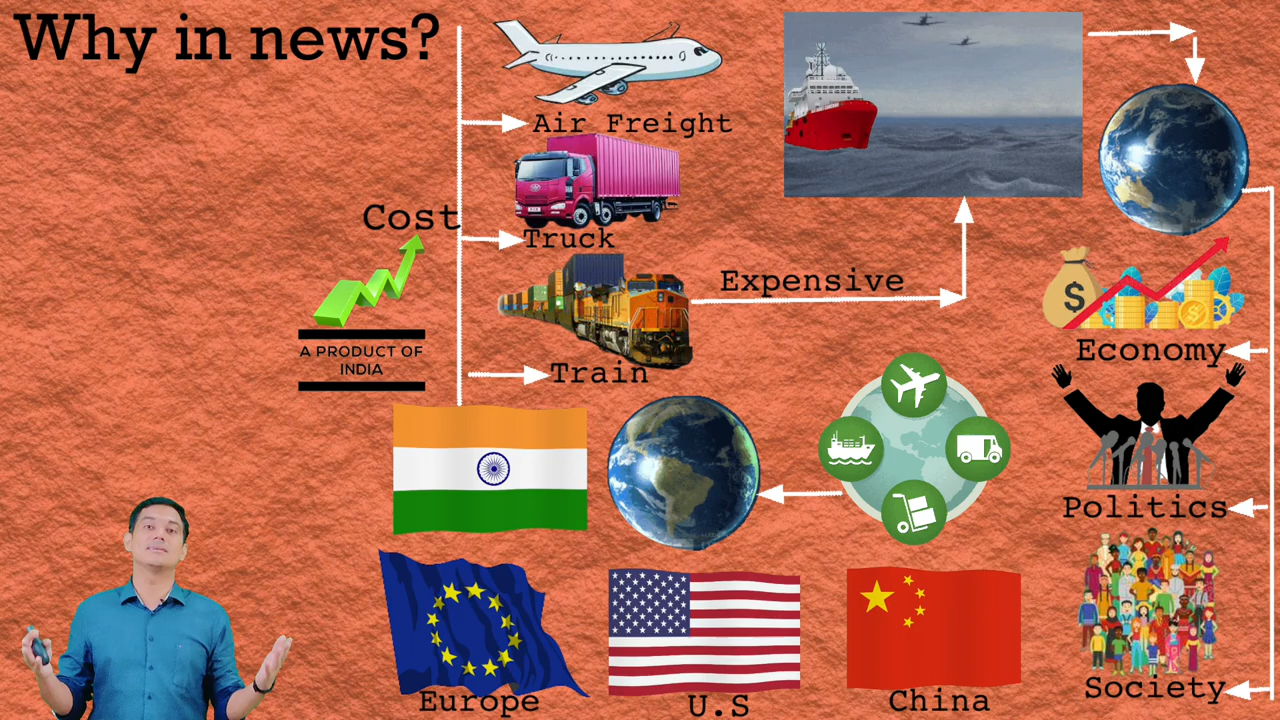 Why in news?
Air Freight
Cost
Truck
Expensive
A PRODUCT OF
INDIA
Train
$
Economy
Politics
Society
Europe
U.S
China